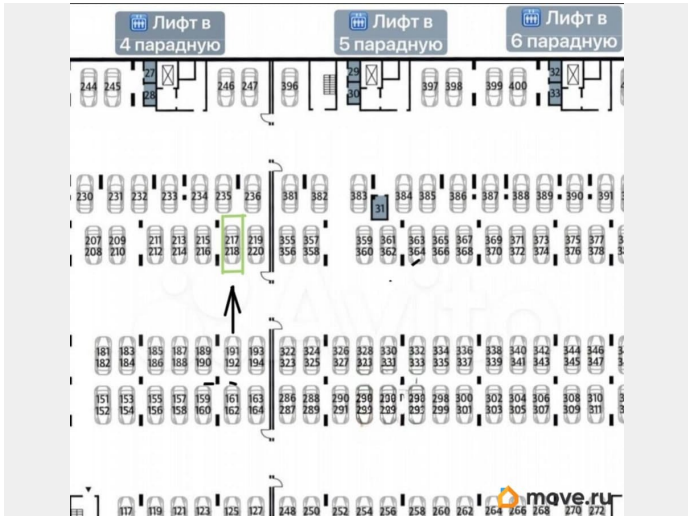 Лифт в Лифт в Лифт в
4 парадную 5 парадную 6 парадную
27 29 32
244 245 246 247 396 397 398 399 400
28 30 33
230 231 232 233 234 235 236 381 382 383 384 385 386 387 388 389 390 391
31
207 209 211 213 215 217 219 355 357 359 361 363 365 367 369 371 373 375 377
208 210 212 214 216 218 220 356 358 360 362 364 366 368 370 372 374 376 378
Avito
181 183 185 187 189 191 193 322 324 326 328 330 332 334 336 338 340 342 344 346
182 184 186 188 190 192 194 323 325 327 331 333 335 339 339 341 343 345 347
151 153 155 157 159 161 163 286 288 290 290 298 300 302 304 306 308 310
152 154 156 158 160 162 164 287 289 291 299 301 303 305 307 309 311
117 119 121 123 125 127 248 250 252 254 256 258 260 262 264 266 268 270 272
move.ru